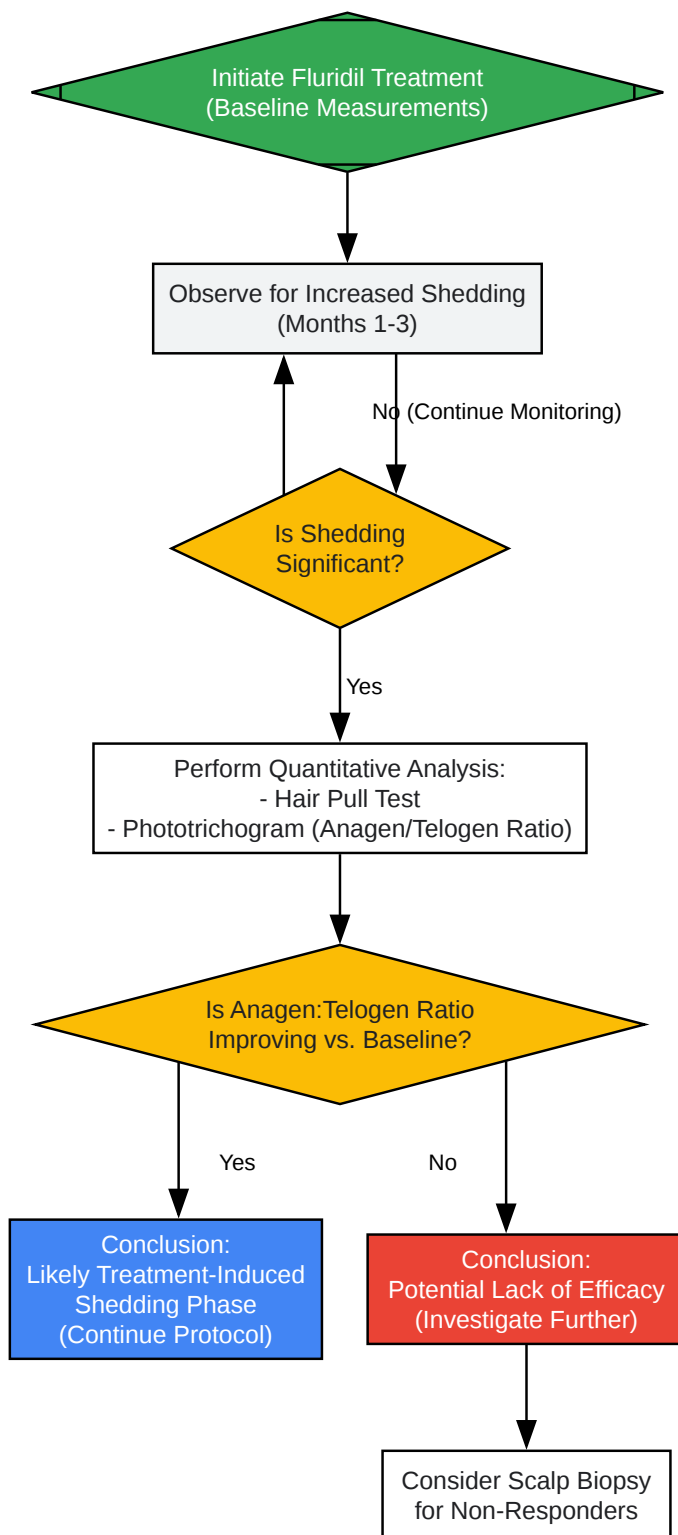 Initiate Fluridil Treatment
(Baseline Measurements)
Observe for Increased Shedding
(Months 1-3)
No (Continue Monitoring)
Is Shedding
Significant?
Yes
Perform Quantitative Analysis:
- Hair Pull Test
- Phototrichogram (Anagen/Telogen Ratio)
Is Anagen:Telogen Ratio
Improving vs. Baseline?
Yes
No
Conclusion:
Likely Treatment-Induced
Shedding Phase
(Continue Protocol)
Conclusion:
Potential Lack of Efficacy
(Investigate Further)
Consider Scalp Biopsy
for Non-Responders